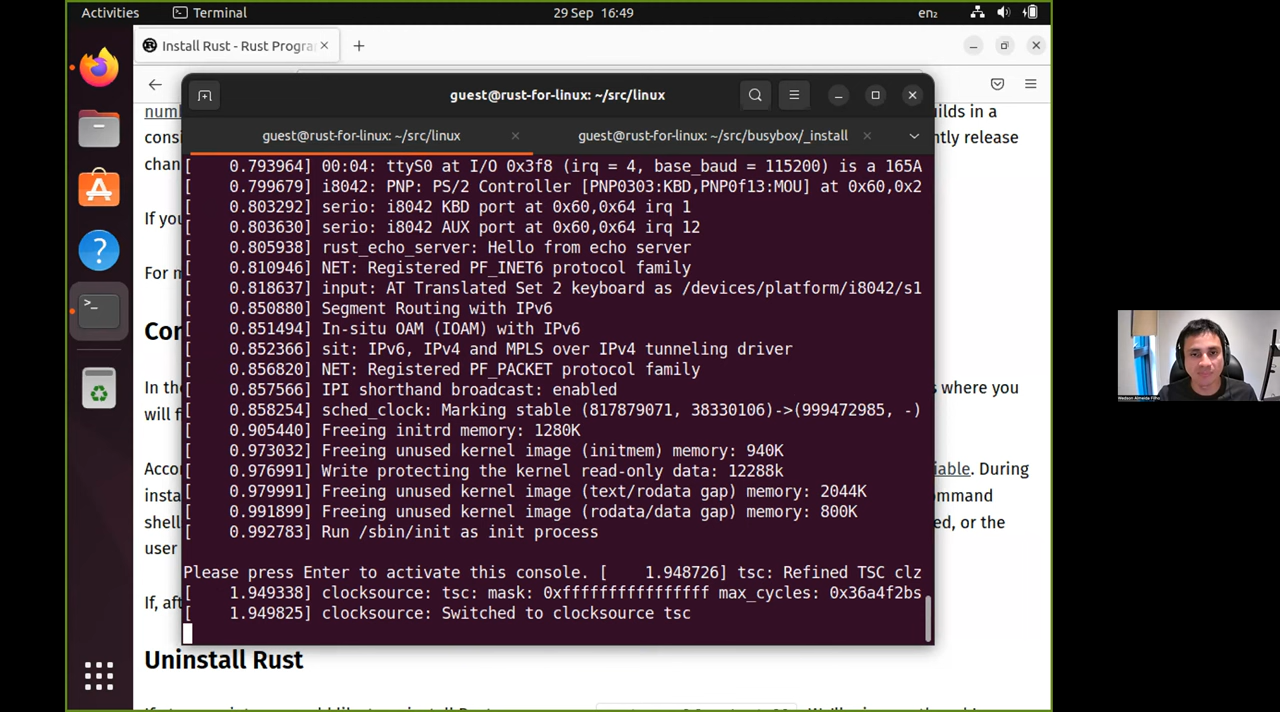 Activities
Terminal
29 Sep 16:49
en₂
Install Rust - Rust Progra
guest@rust-for-linux: ~/src/linux
guest@rust-for-linux: ~/src/linux
guest@rust-for-linux: ~/src/busybox/_install
num
ilds in a
consi
ntly release
chan
[    0.793964] 00:04: ttyS0 at I/O 0x3f8 (irq = 4, base_baud = 115200) is a 165A
[    0.799679] i8042: PNP: PS/2 Controller [PNP0303:KBD,PNP0f13:MOU] at 0x60,0x2
[    0.803292] serio: i8042 KBD port at 0x60,0x64 irq 1
If you
[    0.803630] serio: i8042 AUX port at 0x60,0x64 irq 12
[    0.805938] rust_echo_server: Hello from echo server
For m
[    0.810946] NET: Registered PF_INET6 protocol family
[    0.818637] input: AT Translated Set 2 keyboard as /devices/platform/i8042/s1
[    0.850880] Segment Routing with IPv6
Con
[    0.851494] In-situ OAM (IOAM) with IPv6
[    0.852366] sit: IPv6, IPv4 and MPLS over IPv4 tunneling driver
[    0.856820] NET: Registered PF_PACKET protocol family
In the
[    0.857566] IPI shorthand broadcast: enabled
s where you
will f
[    0.858254] sched_clock: Marking stable (817879071, 38330106)->(999472985, -)
[    0.905440] Freeing initrd memory: 1280K
[    0.973032] Freeing unused kernel image (initmem) memory: 940K
Acco
[    0.976991] Write protecting the kernel read-only data: 12288k
iable. During
insta
[    0.979991] Freeing unused kernel image (text/rodata gap) memory: 2044K
ommand
shell
[    0.991899] Freeing unused kernel image (rodata/data gap) memory: 800K
ed, or the
user
[    0.992783] Run /sbin/init as init process
Please press Enter to activate this console. [    1.948726] tsc: Refined TSC clz
[    1.949338] clocksource: tsc: mask: 0xffffffffffffffff max_cycles: 0x36a4f2bs
If, aft
[    1.949825] clocksource: Switched to clocksource tsc
Uninstall Rust
Wedson Almeida Filho